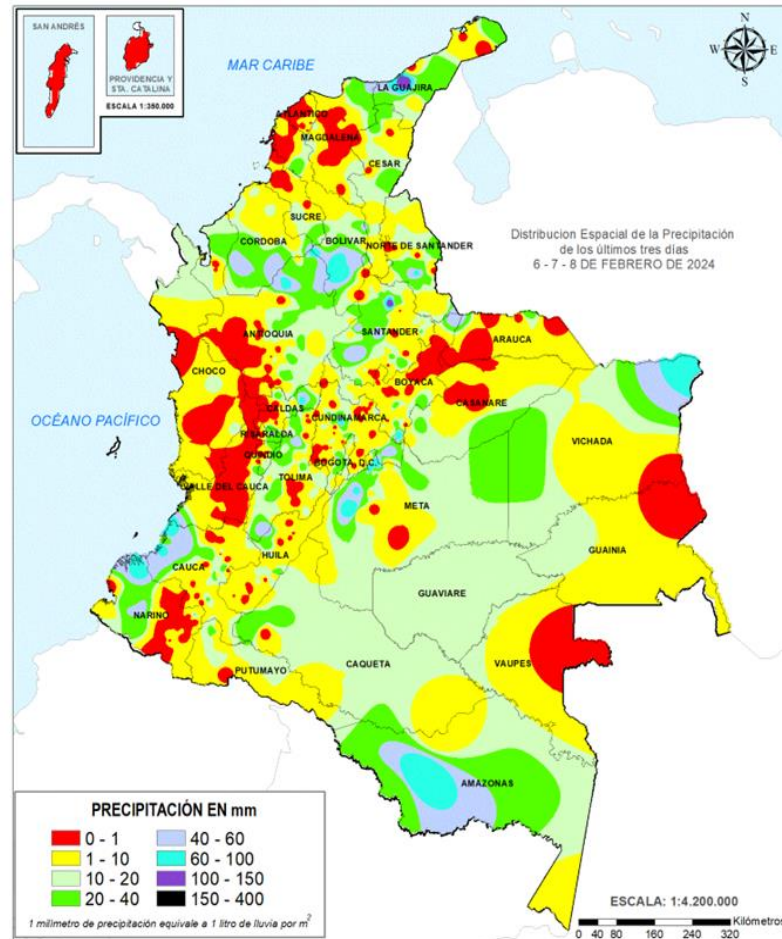 SAN ANDRÉS
PROVIDENCIA Y
STA. CATALINA
ESCALA 1:350.000
MAR CARIBE
N
W
E
S
LA GUAJIRA
ATLANTICO
MAGDALENA
CESAR
SUCRE
CORDOBA
BOLIVAR
NORTE DE SANTANDER
Distribucion Espacial de la Precipitación
de los últimos tres días
6 - 7 - 8 DE FEBRERO DE 2024
ANTIOQUIA
SANTANDER
ARAUCA
CHOCO
BOYACA
CASANARE
OCÉANO PACÍFICO
CALDAS
CUNDINAMARCA
VICHADA
RISARALDA
QUINDIO
BOGOTA, D.C.
TOLIMA
VALLE DEL CAUCA
META
HUILA
GUAINIA
CAUCA
GUAVIARE
NARIÑO
VAUPES
PUTUMAYO
CAQUETA
AMAZONAS
PRECIPITACIÓN EN mm
0 - 1
40 - 60
1 - 10
60 - 100
10 - 20
100 - 150
20 - 40
150 - 400
1 milimetro de precipitación equivale a 1 litro de lluvia por m²
ESCALA: 1:4.200.000
Kilómetros
0 40 80 160 240 320